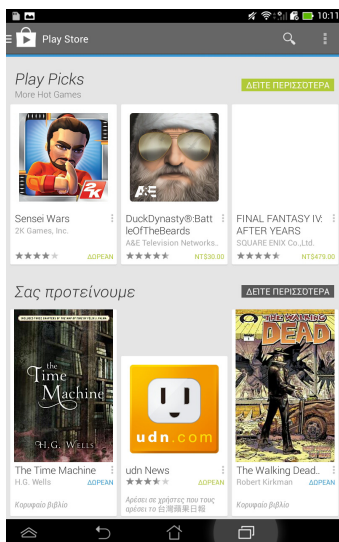 10:11
Play Store
Play Picks
More Hot Games
ΔΕΙΤΕ ΠΕΡΙΣΣΟΤΕΡΑ
2K
A&E
Sensei Wars
2K Games, Inc.
ΔΩΡΕΑΝ
DuckDynasty®:Batt
leOfTheBeards
A&E Television Networks..
NT$30.00
FINAL FANTASY IV:
AFTER YEARS
SQUARE ENIX Co.,Ltd.
NT$479.00
Σας προτείνουμε
ΔΕΙΤΕ ΠΕΡΙΣΣΟΤΕΡΑ
the
Time
Machine
H.G. WELLS
udn.com
THE WALKING
DEAD
The Time Machine
H.G. Wells
ΔΩΡΕΑΝ
Κορυφαίο βιβλίο
udn News
ΔΩΡΕΑΝ
Αρέσει σε χρήστες που τους
αρέσει το 台灣蘋果日報
The Walking Dead..
Robert Kirkman
ΔΩΡΕΑΝ
Κορυφαίο βιβλίο